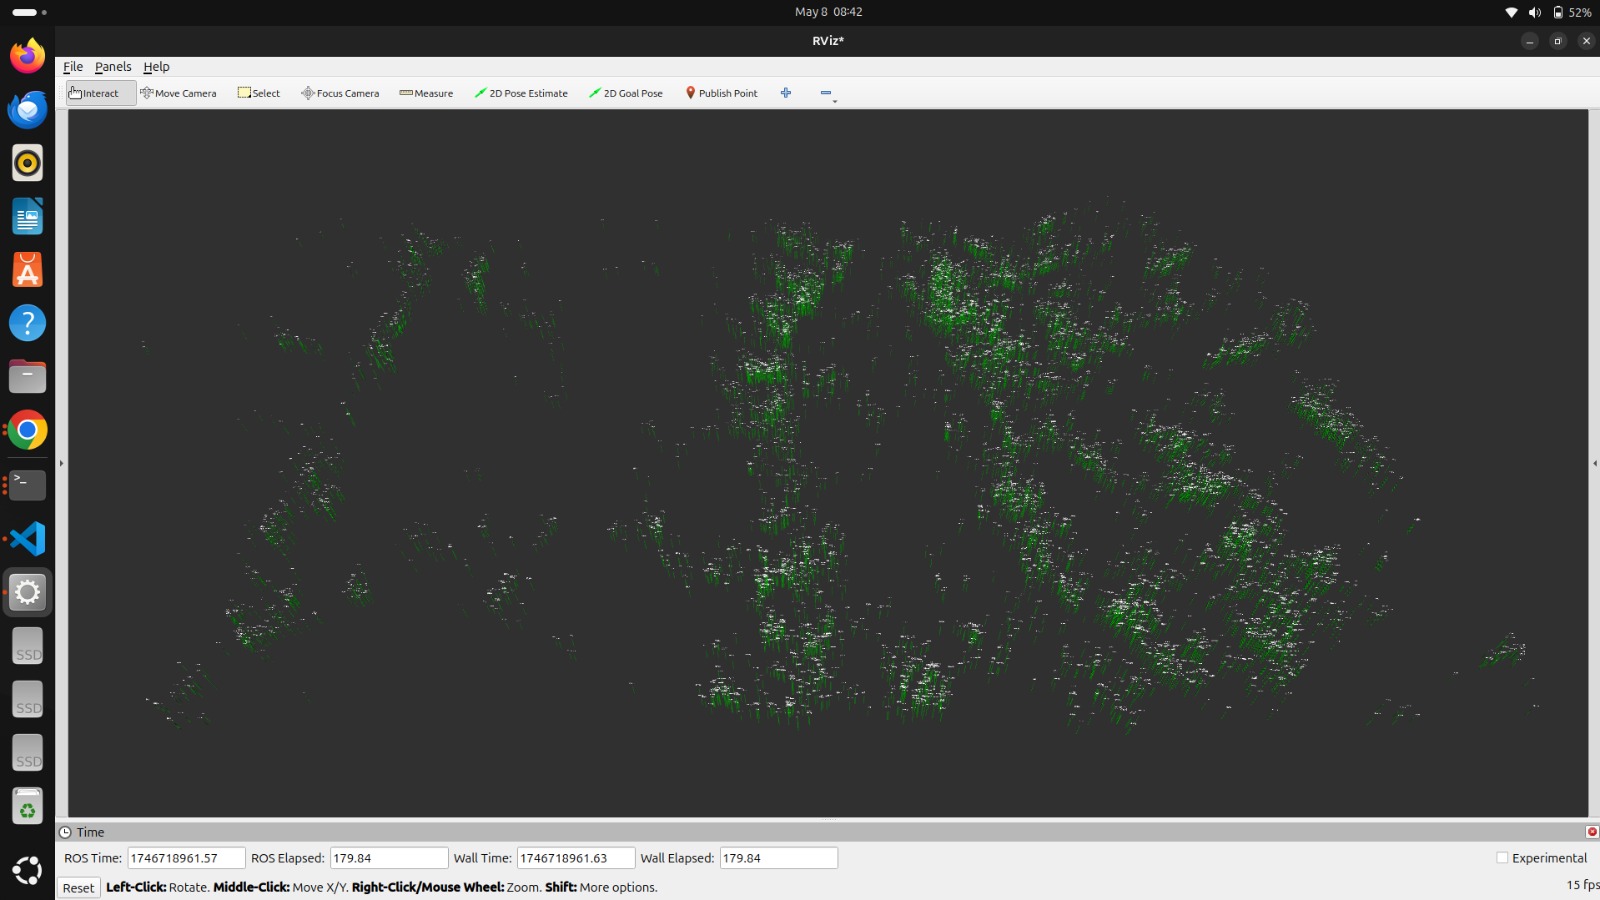 May 8 08:42
52%
RViz*
File Panels Help
Interact Move Camera Select Focus Camera Measure 2D Pose Estimate 2D Goal Pose Publish Point
SSD
SSD
SSD
Time
ROS Time: 1746718961.57 ROS Elapsed: 179.84 Wall Time: 1746718961.63 Wall Elapsed: 179.84 Experimental
Reset Left-Click: Rotate. Middle-Click: Move X/Y. Right-Click/Mouse Wheel: Zoom. Shift: More options. 15 fps